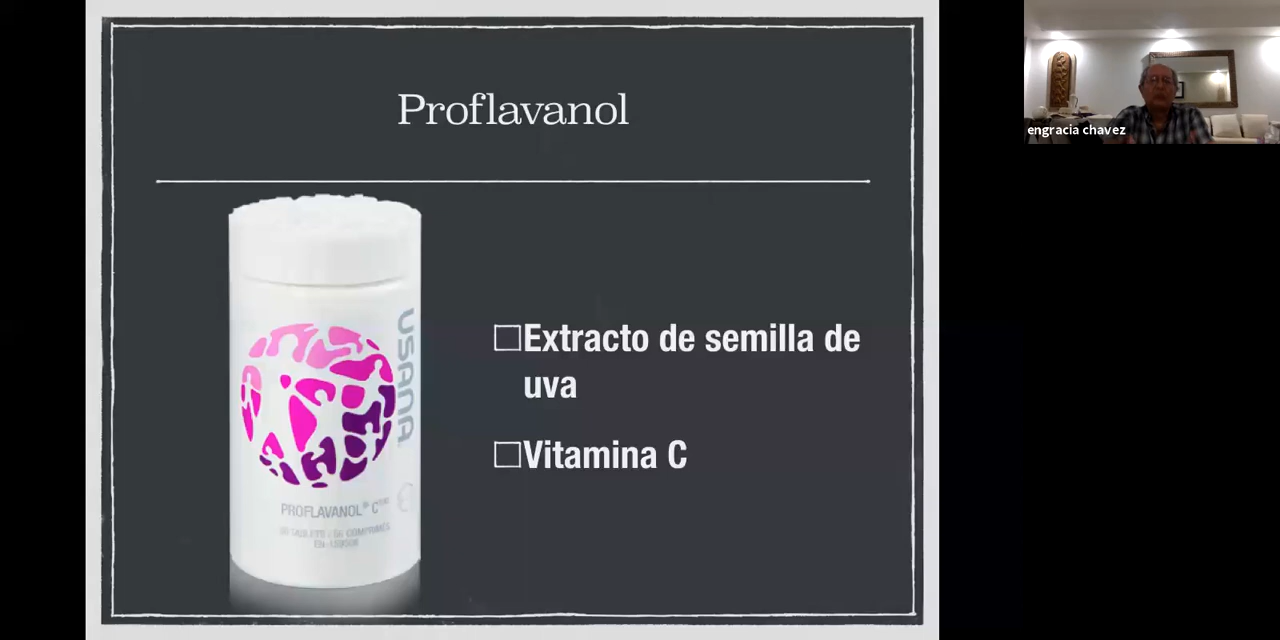 Proflavanol
engracia chavez
Extracto de semilla de
uva
Vitamina C
USANA
PROFLAVANOL® C